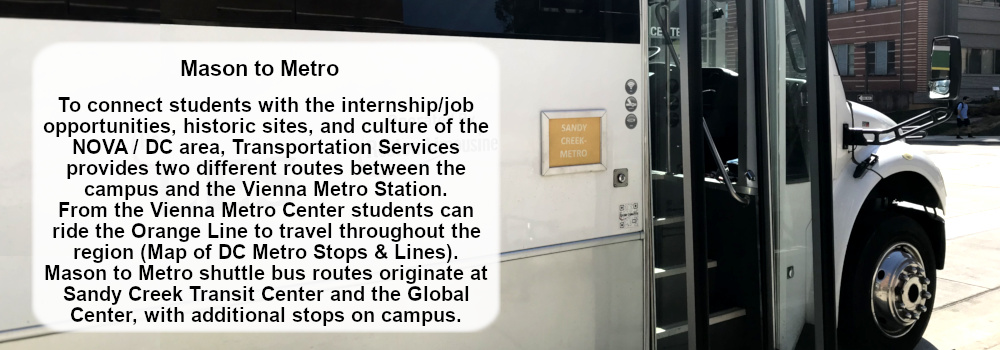 Mason to Metro
To connect students with the internship/job
opportunities, historic sites, and culture of the
NOVA / DC area, Transportation Services
provides two different routes between the
campus and the Vienna Metro Station.
From the Vienna Metro Center students can
ride the Orange Line to travel throughout the
region (Map of DC Metro Stops & Lines).
Mason to Metro shuttle bus routes originate at
Sandy Creek Transit Center and the Global
Center, with additional stops on campus.
SANDY
CREEK-
METRO